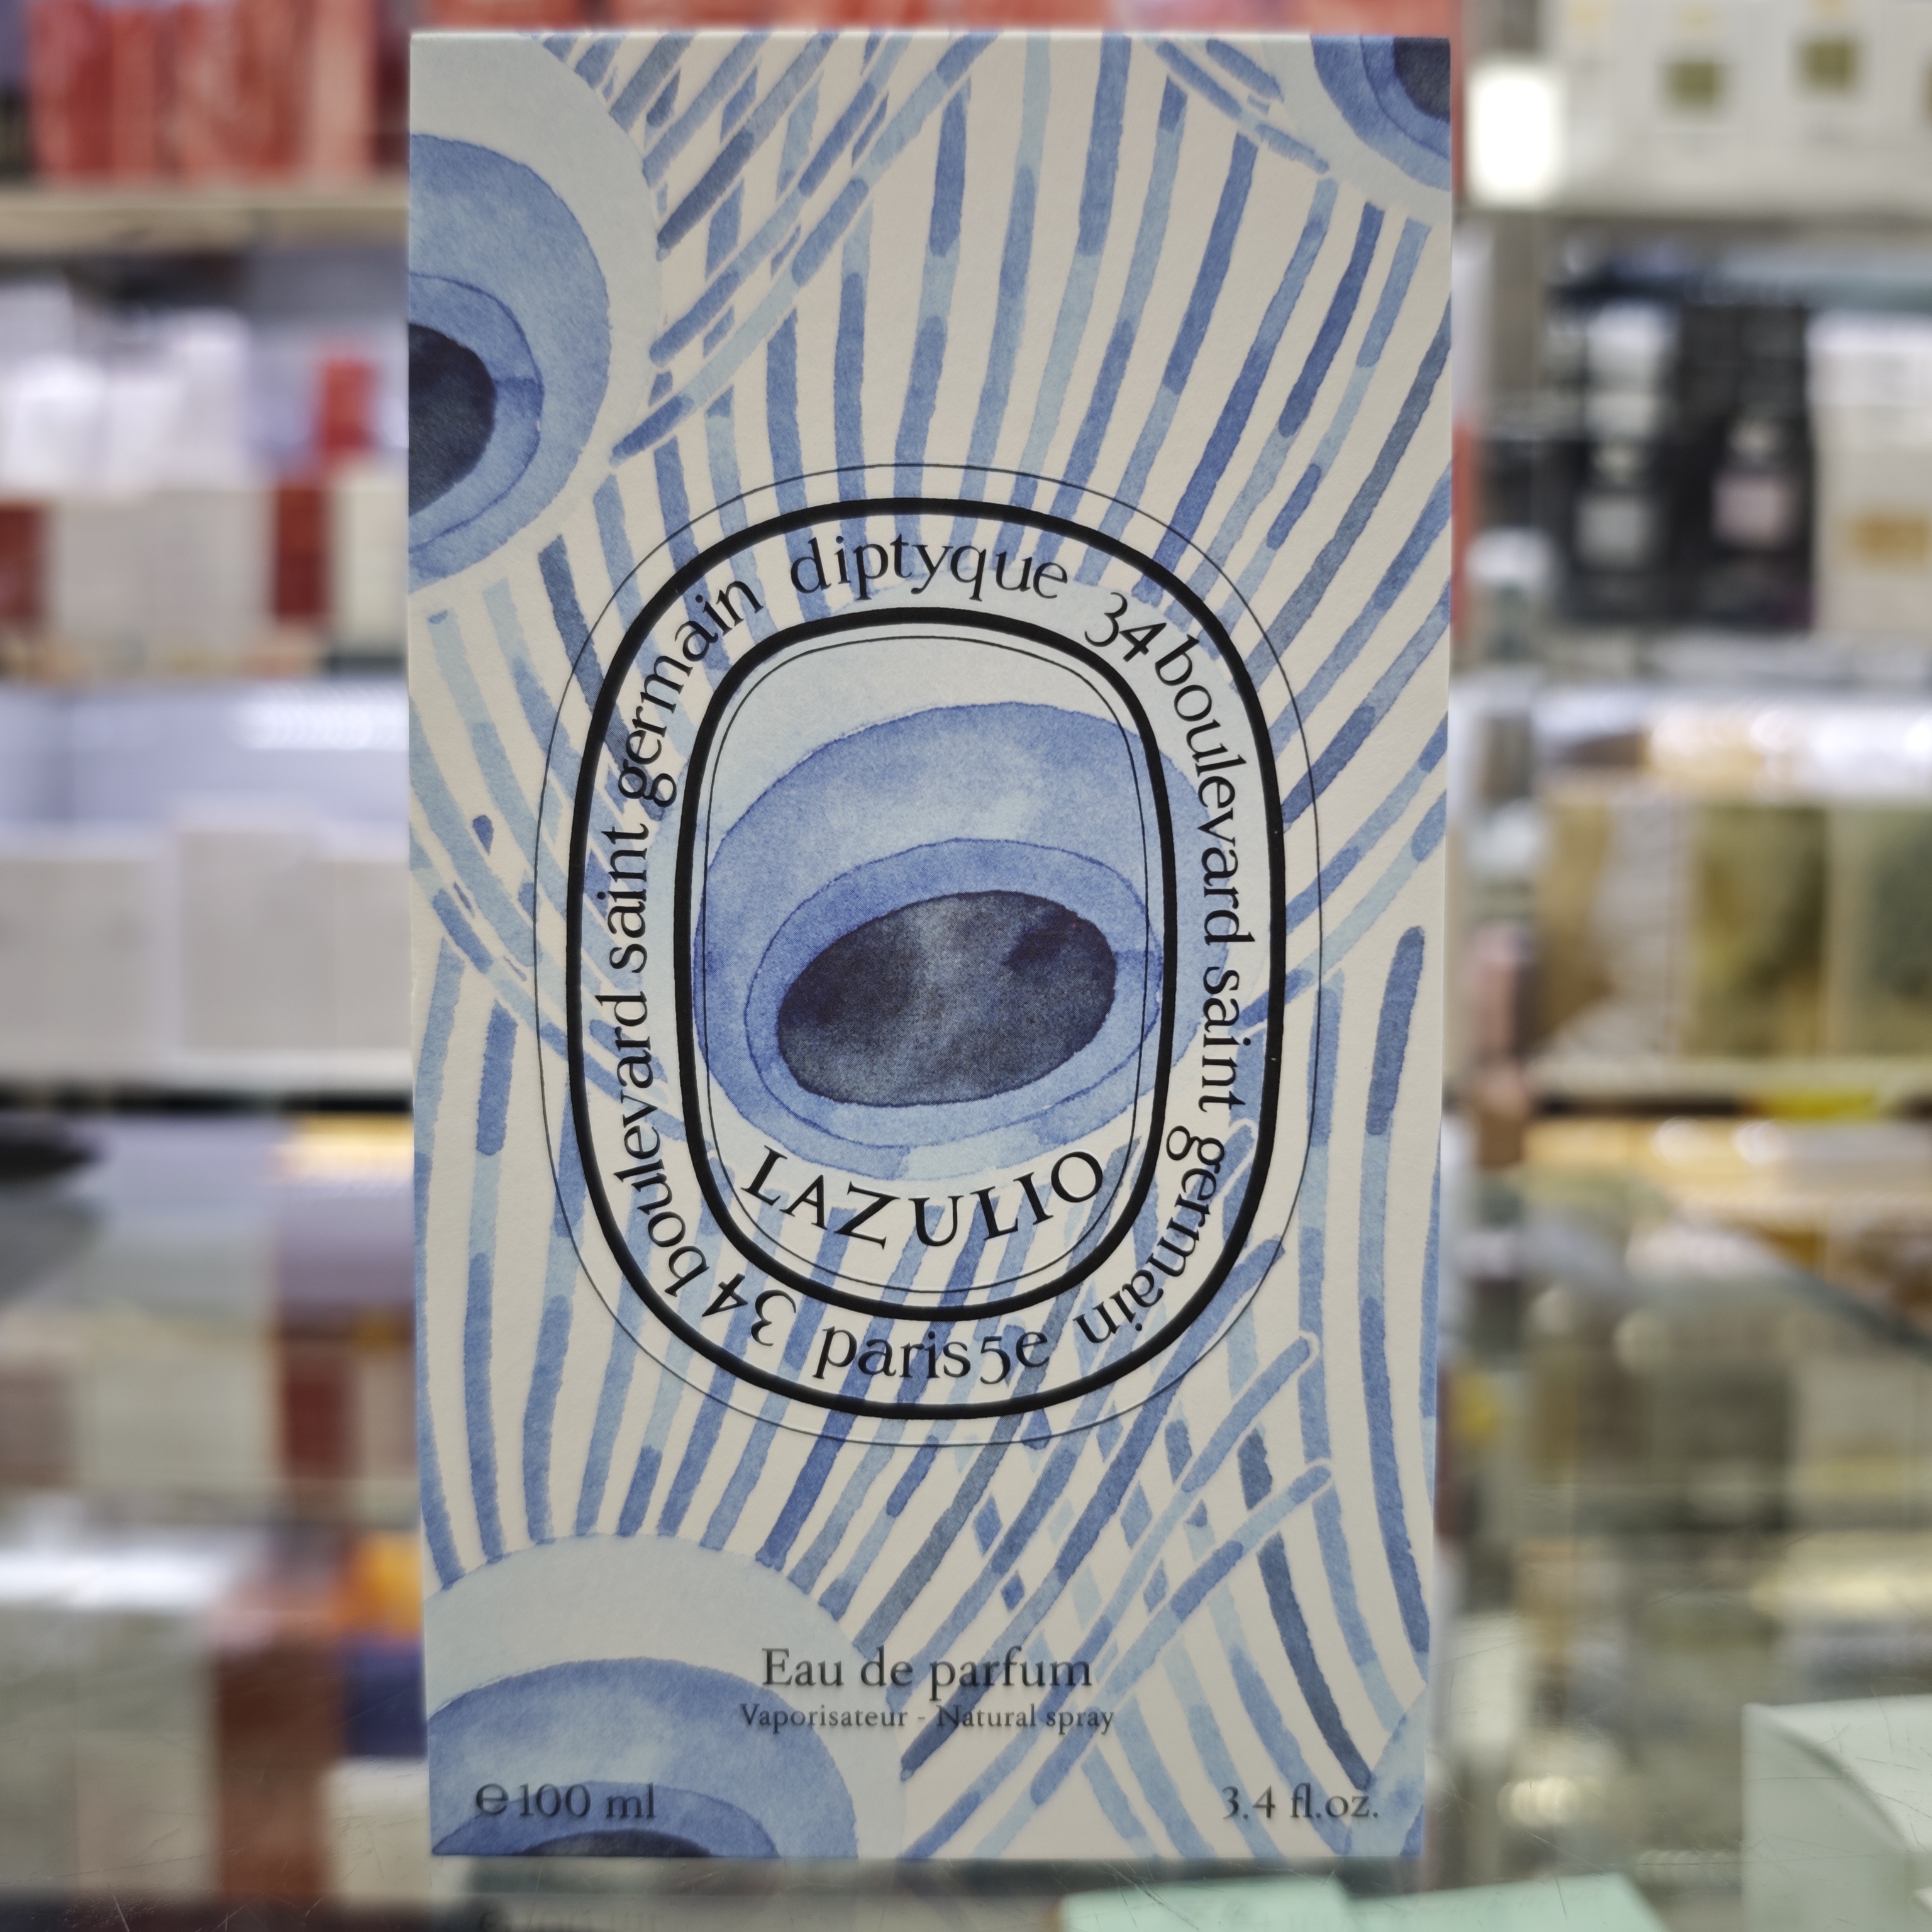 diptyque 34 boulevard saint germain
paris 5e
34 boulevard saint germain
LAZULIO
Eau de parfum
Vaporisateur - Natural spray
℮ 100 ml
3.4 fl.oz.